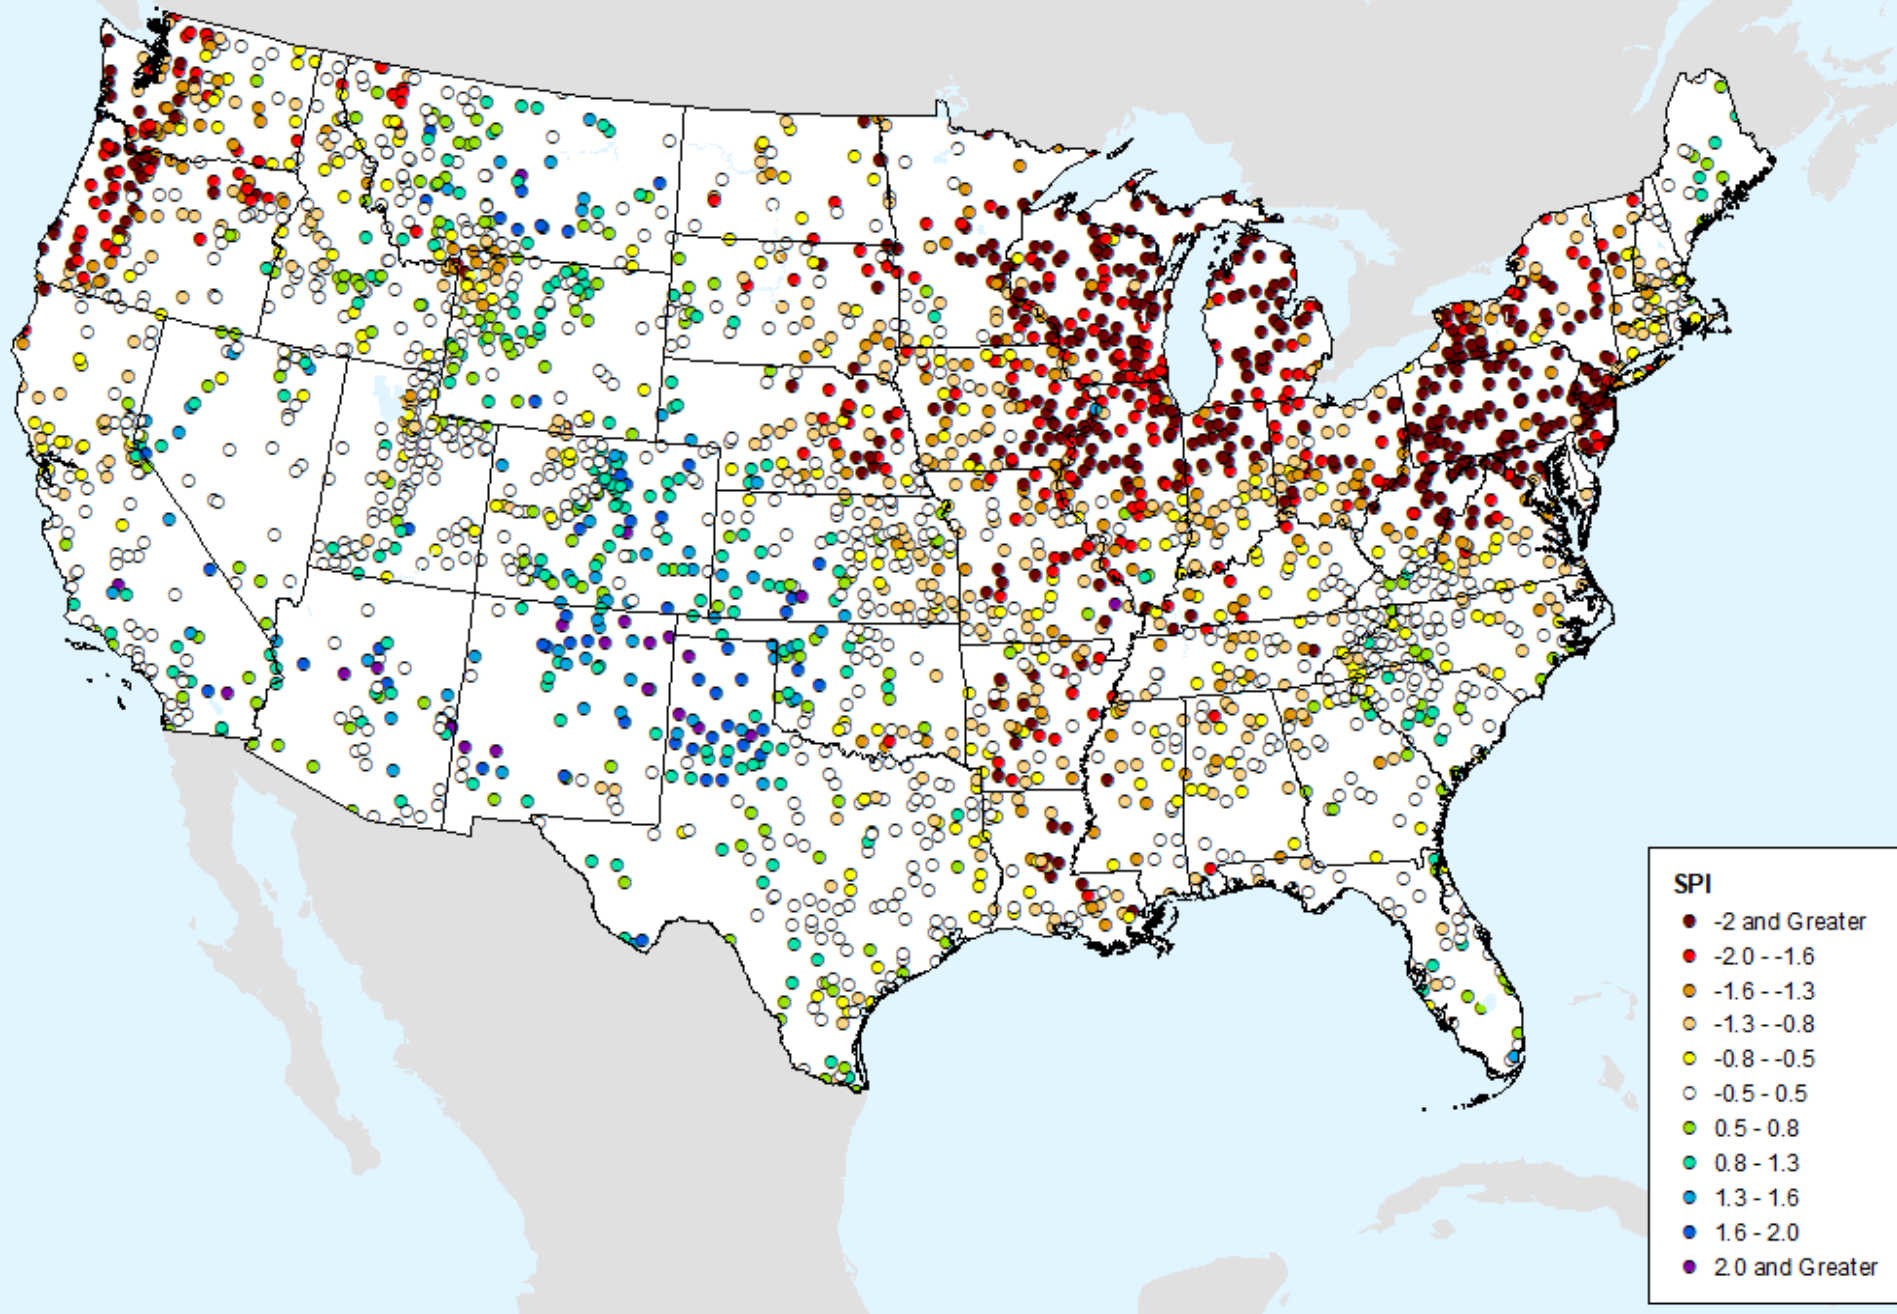 SPI
-2 and Greater
-2.0 - -1.6
-1.6 - -1.3
-1.3 - -0.8
-0.8 - -0.5
-0.5 - 0.5
0.5 - 0.8
0.8 - 1.3
1.3 - 1.6
1.6 - 2.0
2.0 and Greater